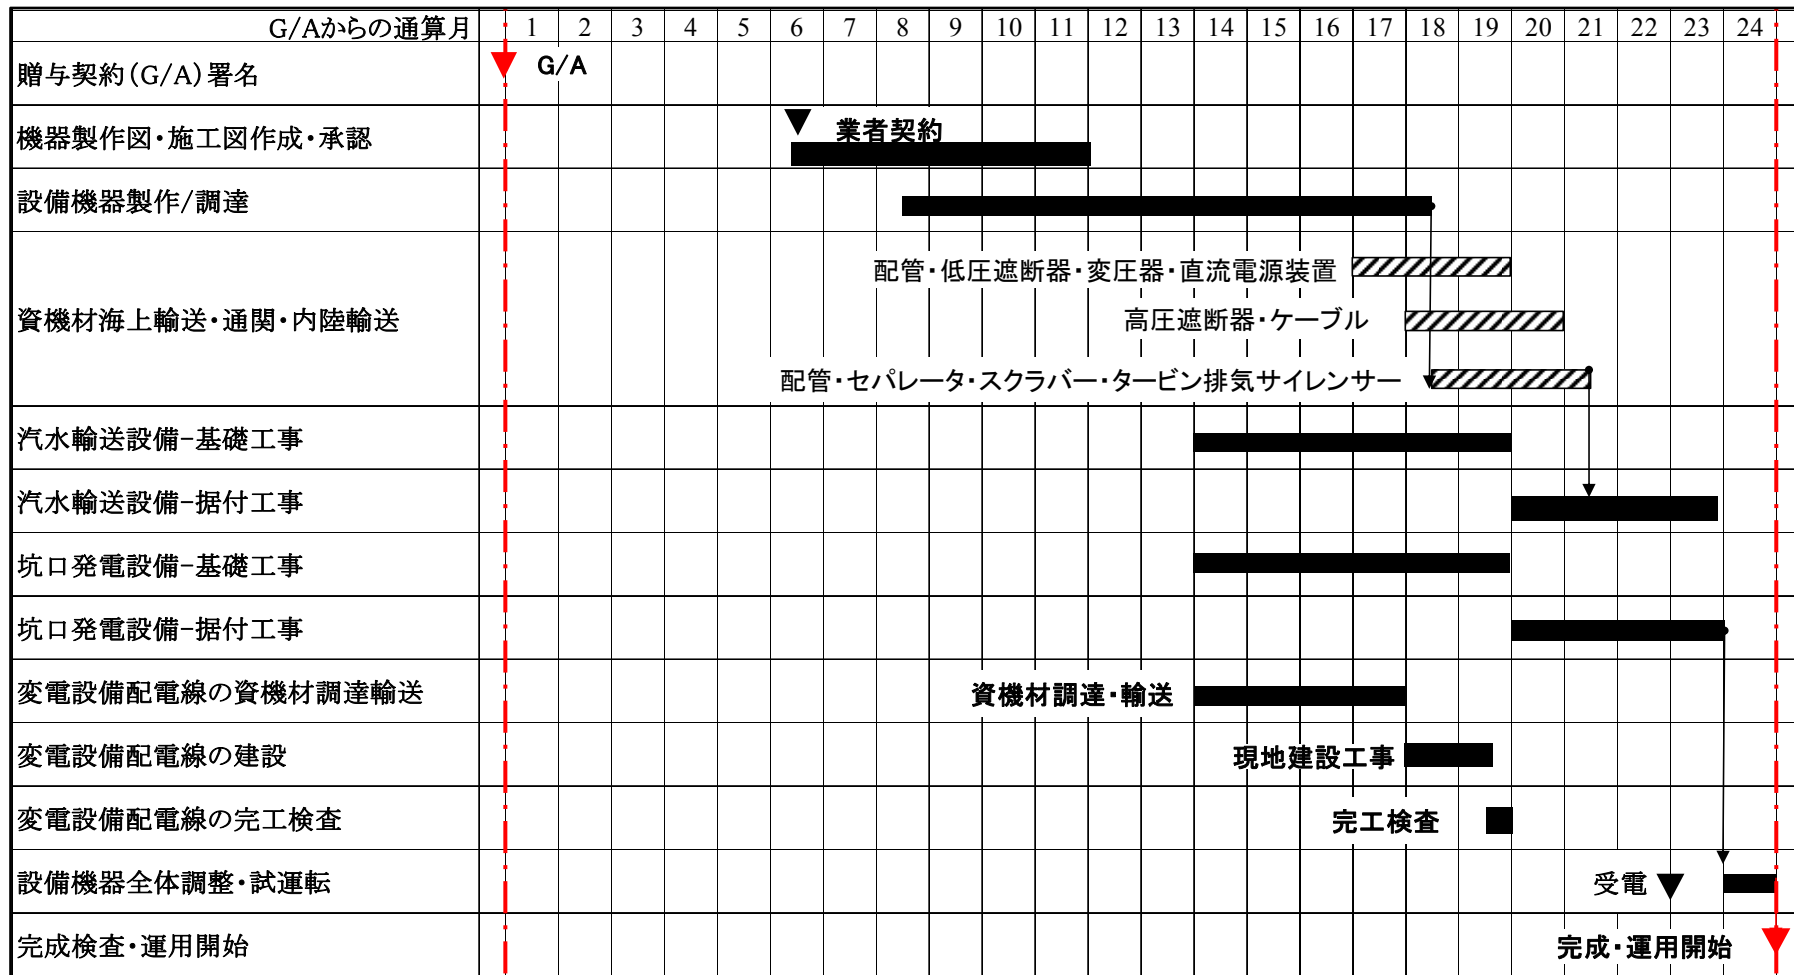 G/Aからの通算月 1 2 3 4 5 6 7 8 9 10 11 12 13 14 15 16 17 18 19 20 21 22 23 24
贈与契約(G/A)署名 G/A
機器製作図・施工図作成・承認 業者契約
設備機器製作/調達
配管・低圧遮断器・変圧器・直流電源装置
資機材海上輸送・通関・内陸輸送 高圧遮断器・ケーブル
配管・セパレータ・スクラバー・タービン排気サイレンサー
汽水輸送設備-基礎工事
汽水輸送設備-据付工事
坑口発電設備-基礎工事
坑口発電設備-据付工事
変電設備配電線の資機材調達輸送 資機材調達・輸送
変電設備配電線の建設 現地建設工事
変電設備配電線の完工検査 完工検査
設備機器全体調整・試運転 受電
完成検査・運用開始 完成・運用開始